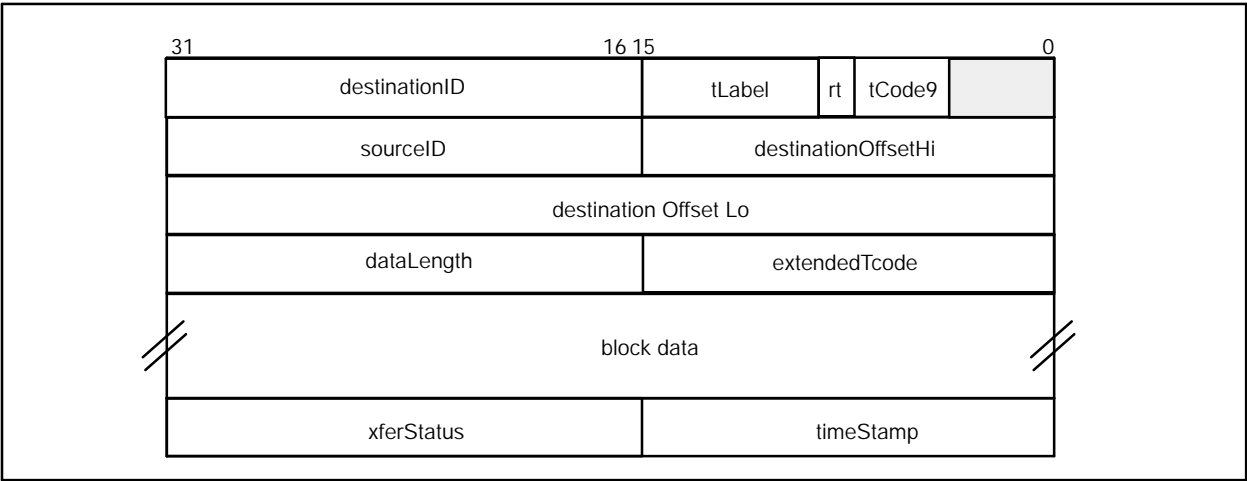 31 16 15 0
destinationID tLabel rt tCode9
sourceID destinationOffsetHi
destination Offset Lo
dataLength extendedTcode
block data
xferStatus timeStamp